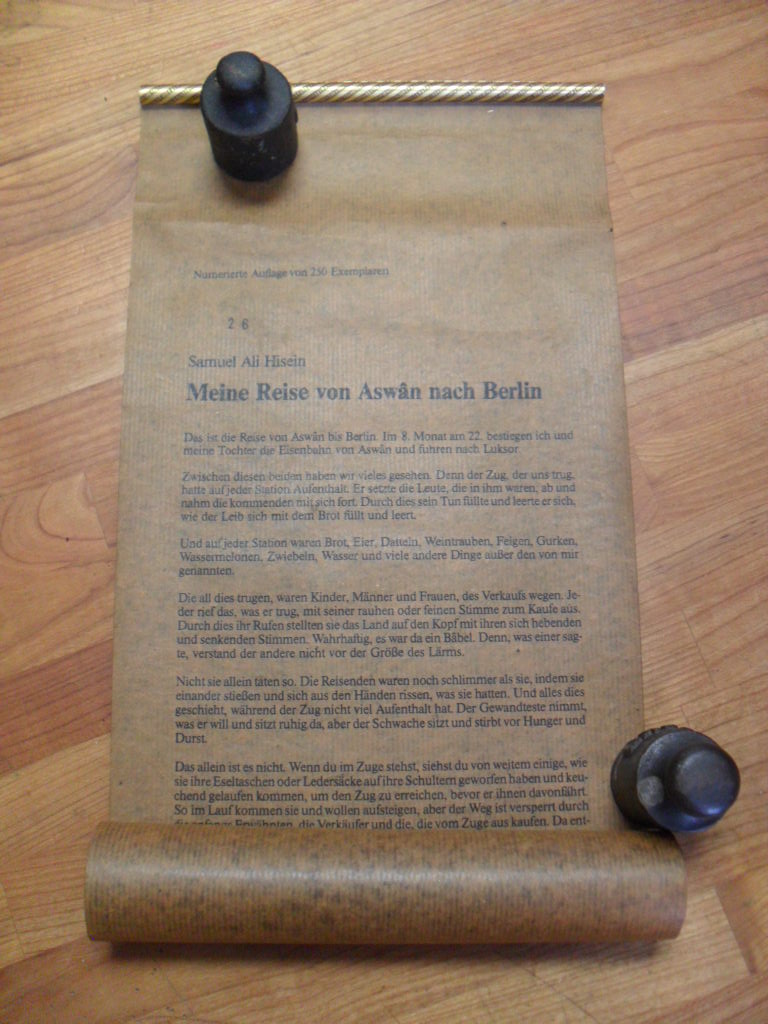 Numerierte Auflage von 250 Exemplaren
2 6
Samuel Ali Hisein
Meine Reise von Aswân nach Berlin
Das ist die Reise von Aswân bis Berlin. Im 8. Monat am 22. bestiegen ich und
meine Tochter die Eisenbahn von Aswân und fuhren nach Luksor.
Zwischen diesen beiden haben wir vieles gesehen. Denn der Zug, der uns trug,
hatte auf jeder Station Aufenthalt. Er setzte die Leute, die in ihm waren, ab und
nahm die kommenden mit sich fort. Durch dies sein Tun füllte und leerte er sich,
wie der Leib sich mit dem Brot füllt und leert.
Und auf jeder Station waren Brot, Eier, Datteln, Weintrauben, Feigen, Gurken,
Wassermelonen, Zwiebeln, Wasser und viele andere Dinge außer den von mir
genannten.
Die all dies trugen, waren Kinder, Männer und Frauen, des Verkaufs wegen. Je-
der rief das, was er trug, mit seiner rauhen oder feinen Stimme zum Kaufe aus.
Durch dies ihr Rufen stellten sie das Land auf den Kopf mit ihren sich hebenden
und senkenden Stimmen. Wahrhaftig, es war da ein Bâbel. Denn, was einer sag-
te, verstand der andere nicht vor der Größe des Lärms.
Nicht sie allein taten so. Die Reisenden waren noch schlimmer als sie, indem sie
einander stießen und sich aus den Händen rissen, was sie hatten. Und alles dies
geschieht, während der Zug nicht viel Aufenthalt hat. Der Gewandteste nimmt,
was er will und sitzt ruhig da, aber der Schwache sitzt und stirbt vor Hunger und
Durst.
Das allein ist es nicht. Wenn du im Zuge stehst, siehst du von weitem einige, wie
sie ihre Eseltaschen oder Ledersäcke auf ihre Schultern geworfen haben und keu-
chend gelaufen kommen, um den Zug zu erreichen, bevor er ihnen davonfährt.
So im Lauf kommen sie und wollen aufsteigen, aber der Weg ist versperrt durch
die anfangs Erwähnten, die Verkäufer und die, die vom Zuge aus kaufen. Da ent-